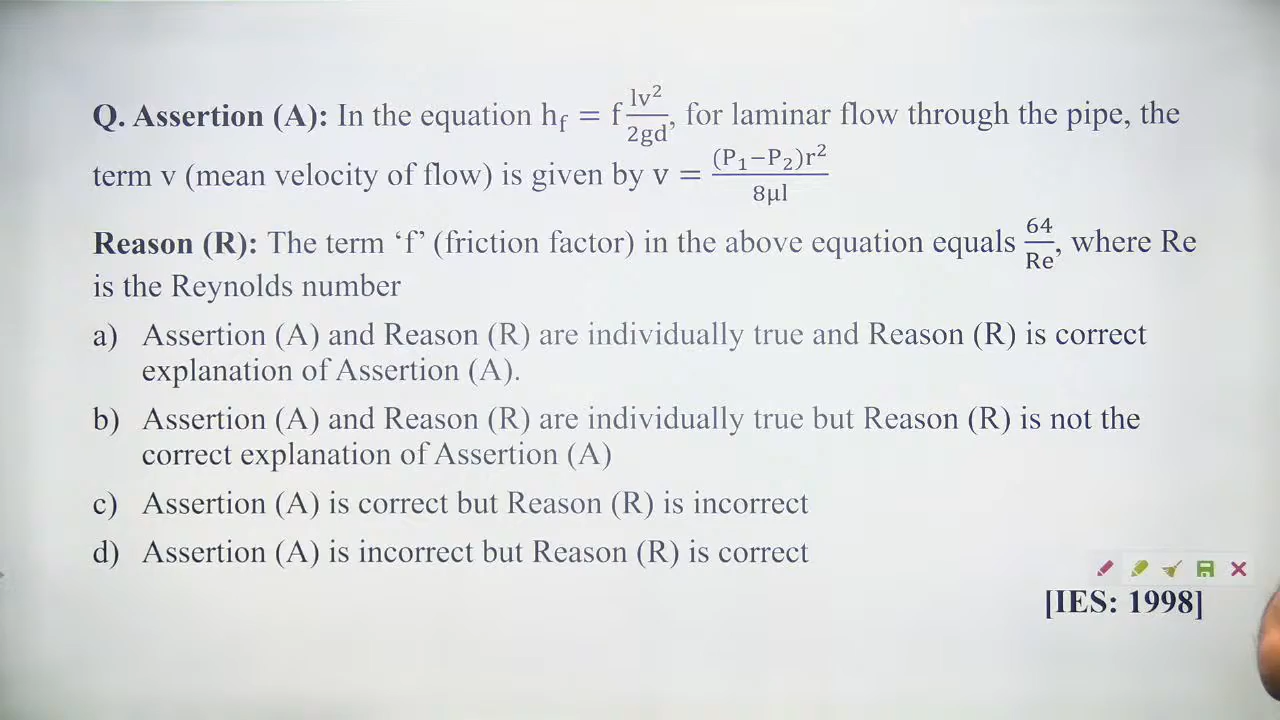 Q. Assertion (A): In the equation h_f = f lv²/2gd, for laminar flow through the pipe, the
term v (mean velocity of flow) is given by v = (P₁−P₂)r²/8μl
Reason (R): The term ‘f’ (friction factor) in the above equation equals 64/Re, where Re
is the Reynolds number
a) Assertion (A) and Reason (R) are individually true and Reason (R) is correct
explanation of Assertion (A).
b) Assertion (A) and Reason (R) are individually true but Reason (R) is not the
correct explanation of Assertion (A)
c) Assertion (A) is correct but Reason (R) is incorrect
d) Assertion (A) is incorrect but Reason (R) is correct
[IES: 1998]